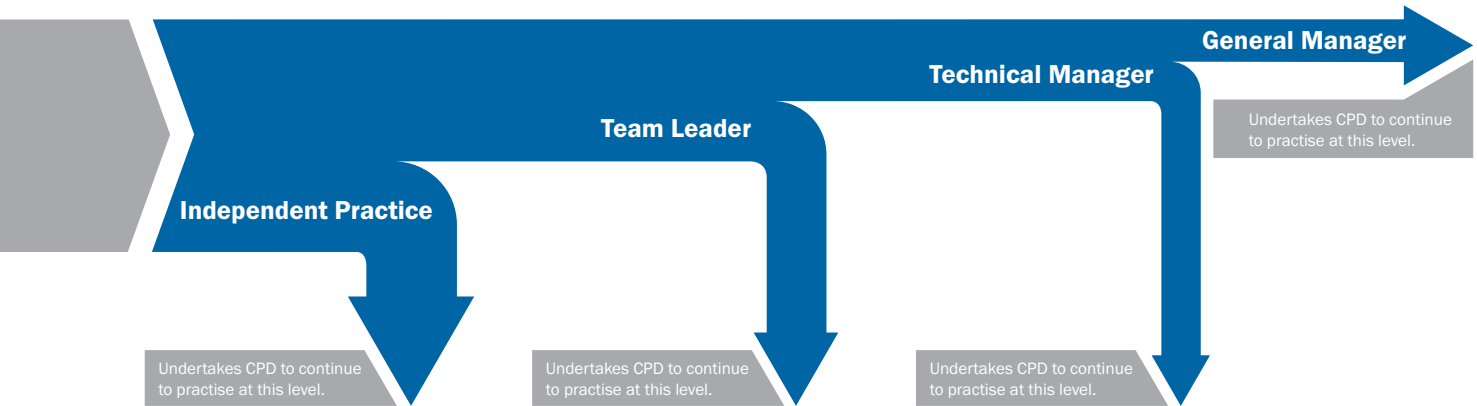 General Manager
Technical Manager
Team Leader
Independent Practice
Undertakes CPD to continue
to practise at this level.
Undertakes CPD to continue
to practise at this level.
Undertakes CPD to continue
to practise at this level.
Undertakes CPD to continue
to practise at this level.